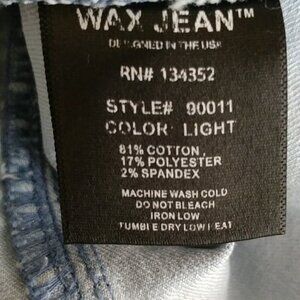 WAX JEAN™
DESIGNED IN THE USA
RN# 134352
STYLE# 90011
COLOR: LIGHT
81% COTTON,
17% POLYESTER
2% SPANDEX
MACHINE WASH COLD
DO NOT BLEACH
IRON LOW
TUMBLE DRY LOW HEAT